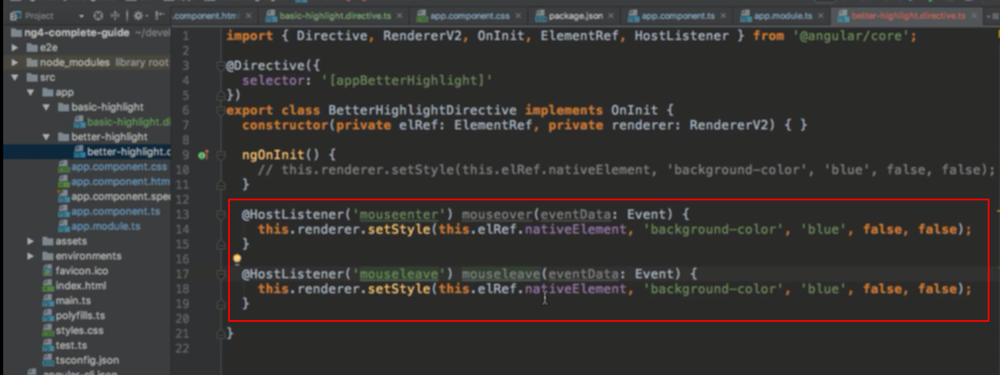 Project
.component.htm
basic-highlight.directive.ts
app.component.css
package.json
app.component.ts
app.module.ts
better-highlight.directive.ts
ng4-complete-guide ~/devel
e2e
node_modules library root
src
app
basic-highlight
basic-highlight.di
better-highlight
better-highlight.d
app.component.css
app.component.htm
app.component.spec
app.component.ts
app.module.ts
assets
environments
favicon.ico
index.html
main.ts
polyfills.ts
styles.css
test.ts
tsconfig.json
.angular-cli.json
1 import { Directive, RendererV2, OnInit, ElementRef, HostListener } from '@angular/core';
2
3 @Directive({
4 selector: '[appBetterHighlight]'
5 })
6 export class BetterHighlightDirective implements OnInit {
7 constructor(private elRef: ElementRef, private renderer: RendererV2) { }
8
9 ngOnInit() {
10 // this.renderer.setStyle(this.elRef.nativeElement, 'background-color', 'blue', false, false);
11 }
12
13 @HostListener('mouseenter') mouseover(eventData: Event) {
14 this.renderer.setStyle(this.elRef.nativeElement, 'background-color', 'blue', false, false);
15 }
16
17 @HostListener('mouseleave') mouseleave(eventData: Event) {
18 this.renderer.setStyle(this.elRef.nativeElement, 'background-color', 'blue', false, false);
19 }
20
21 }
22